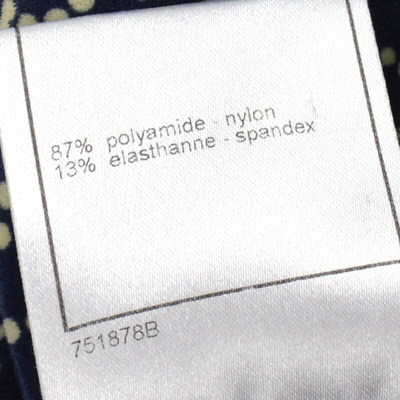 87% polyamide - nylon
13% elasthanne - spandex
751878B